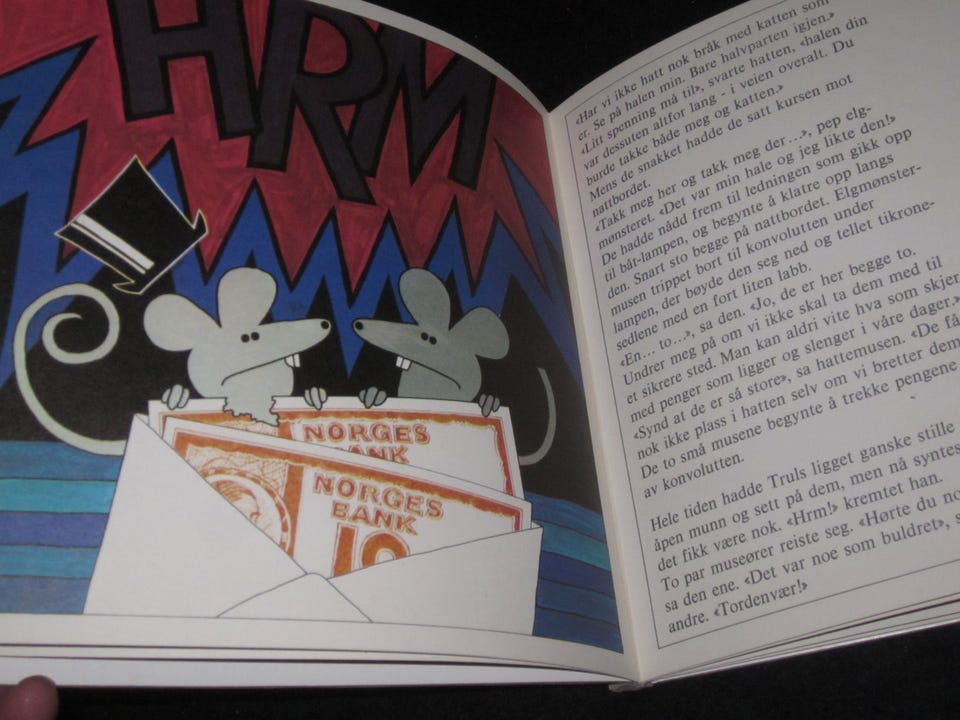 HRM
NORGES
BANK
NORGES
BANK
10
«Har vi ikke hatt nok bråk med katten som
er. Se på halen min. Bare halvparten igjen.»
«Litt spenning må til», svarte hatten, «halen din
var dessuten altfor lang - i veien overalt. Du
burde takke både meg og katten.»
Mens de snakket hadde de satt kursen mot
nattbordet.
«Takk meg her og takk meg der...», pep elg-
mønsteret. «Det var min hale og jeg likte den!»
De hadde nådd frem til ledningen som gikk opp
til båt-lampen, og begynte å klatre opp langs
den. Snart sto begge på nattbordet. Elgmønster-
musen trippet bort til konvolutten under
lampen, der bøyde den seg ned og tellet tikrone-
sedlene med en fort liten labb.
«En... to...», sa den. «Jo, de er her begge to.
Undrer meg på om vi ikke skal ta dem med til
et sikrere sted. Man kan aldri vite hva som skjer
med penger som ligger og slenger i våre dager.»
«Synd at de er så store», sa hattemusen. «De får
nok ikke plass i hatten selv om vi bretter dem
De to små musene begynte å trekke pengene
av konvolutten.
Hele tiden hadde Truls ligget ganske stille
åpen munn og sett på dem, men nå syntes
det fikk være nok. «Hrm!» kremtet han.
To par museører reiste seg. «Hørte du no
sa den ene. «Det var noe som buldret», s
andre. «Tordenvær!»